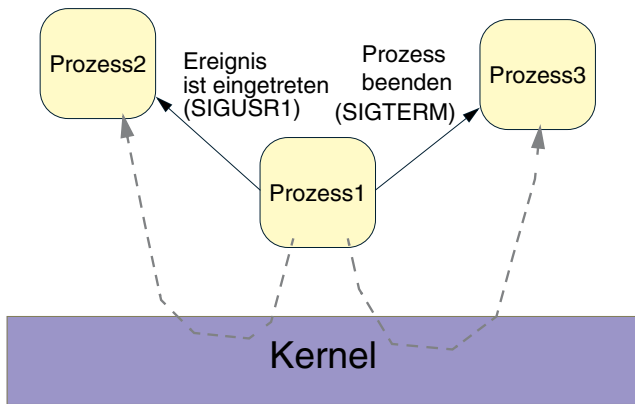 Prozess2
Ereignis
ist eingetreten
(SIGUSR1)
Prozess
beenden
(SIGTERM)
Prozess3
Prozess1
Kernel